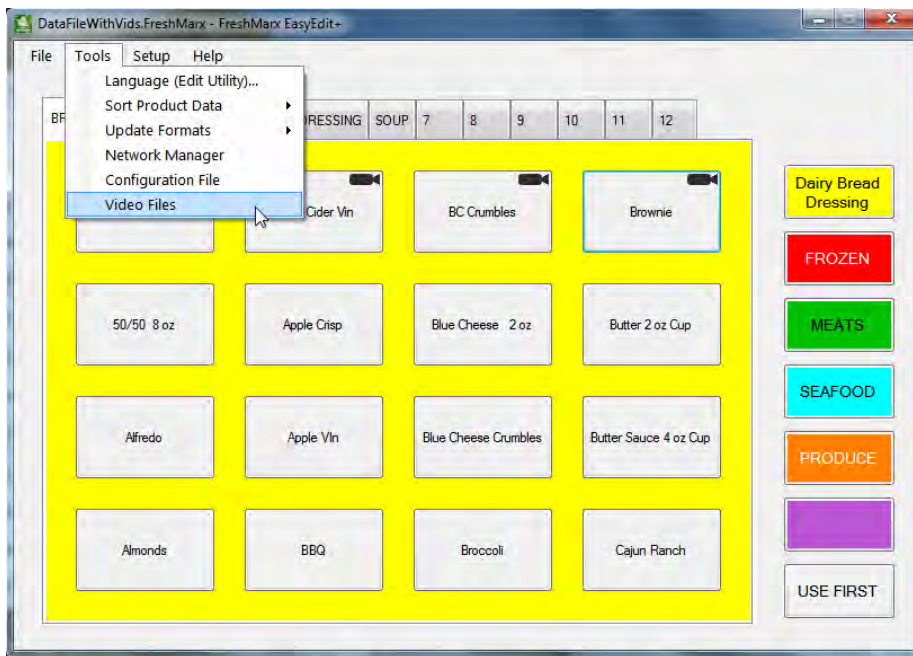 DataFileWithVids.FreshMarx - FreshMarx EasyEdit+
File Tools Setup Help
Language (Edit Utility)...
Sort Product Data
Update Formats
Network Manager
Configuration File
Video Files
SOUP 7 8 9 10 11 12
Cider Vin
BC Crumbles
Brownie
50/50 8 oz
Apple Crisp
Blue Cheese 2 oz
Butter 2 oz Cup
Alfredo
Apple VIn
Blue Cheese Crumbles
Butter Sauce 4 oz Cup
Almonds
BBQ
Broccoli
Cajun Ranch
Dairy Bread
Dressing
FROZEN
MEATS
SEAFOOD
PRODUCE
USE FIRST